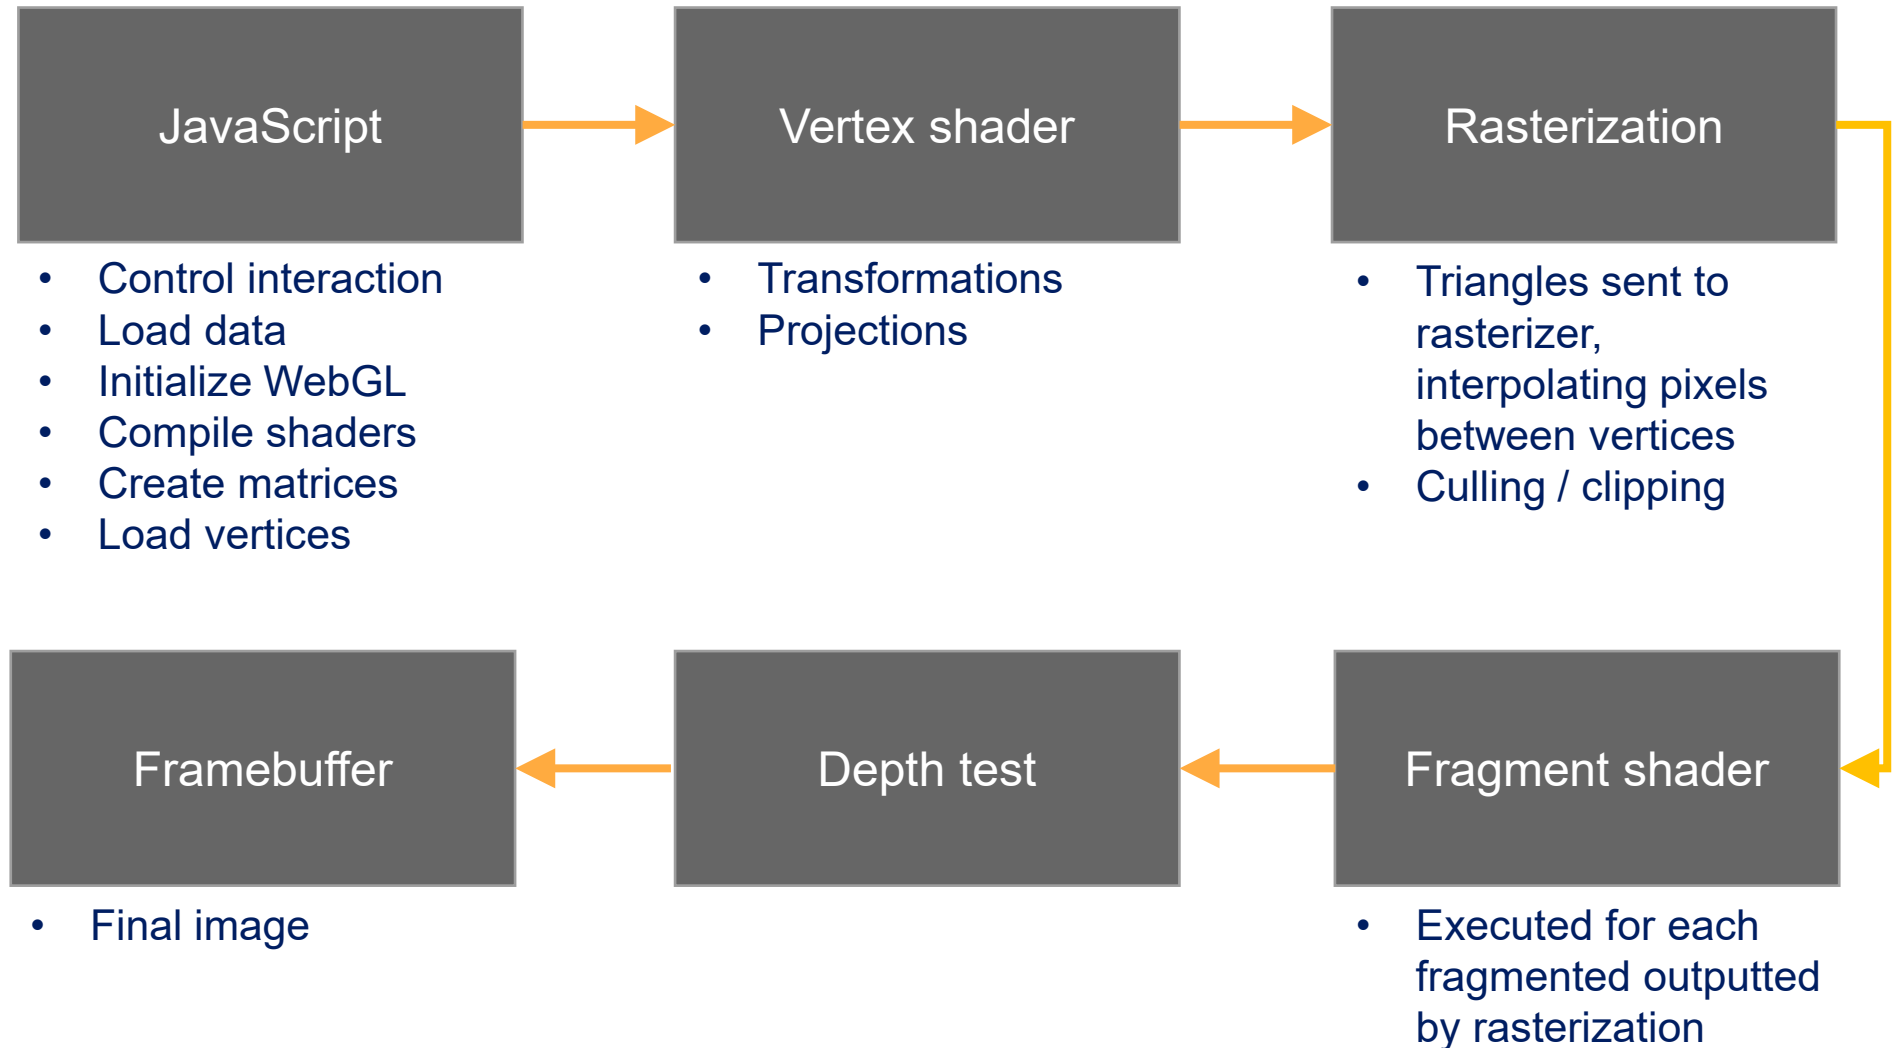 JavaScript
• Control interaction
• Load data
• Initialize WebGL
• Compile shaders
• Create matrices
• Load vertices
Vertex shader
• Transformations
• Projections
Rasterization
• Triangles sent to
rasterizer,
interpolating pixels
between vertices
• Culling / clipping
Fragment shader
• Executed for each
fragmented outputted
by rasterization
Depth test
Framebuffer
• Final image